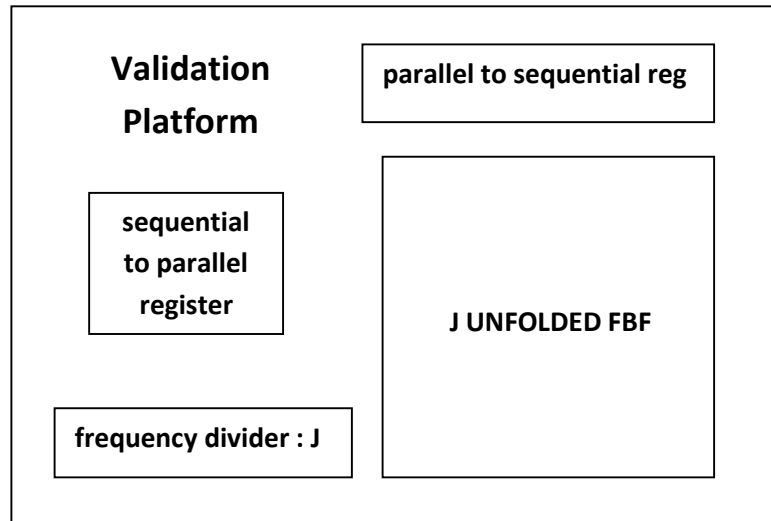 Validation
Platform
parallel to sequential reg
sequential
to parallel
register
J UNFOLDED FBF
frequency divider : J